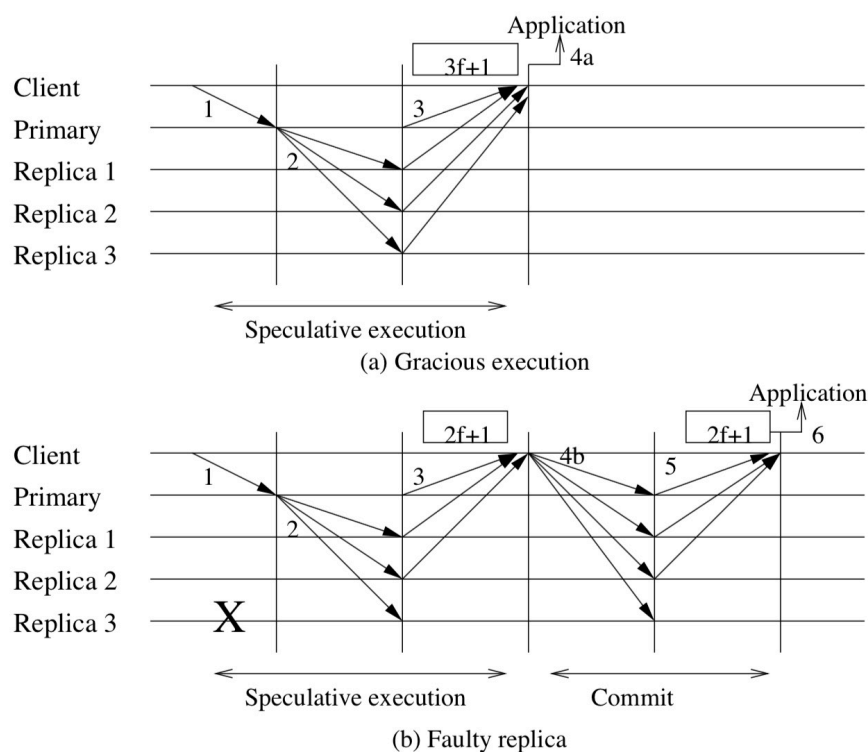 Application
3f+1
4a
Client
1
3
Primary
2
Replica 1
Replica 2
Replica 3
Speculative execution
(a) Gracious execution
Application
2f+1
2f+1
6
Client
4b
1
3
5
Primary
2
Replica 1
Replica 2
Replica 3
X
Speculative execution
Commit
(b) Faulty replica